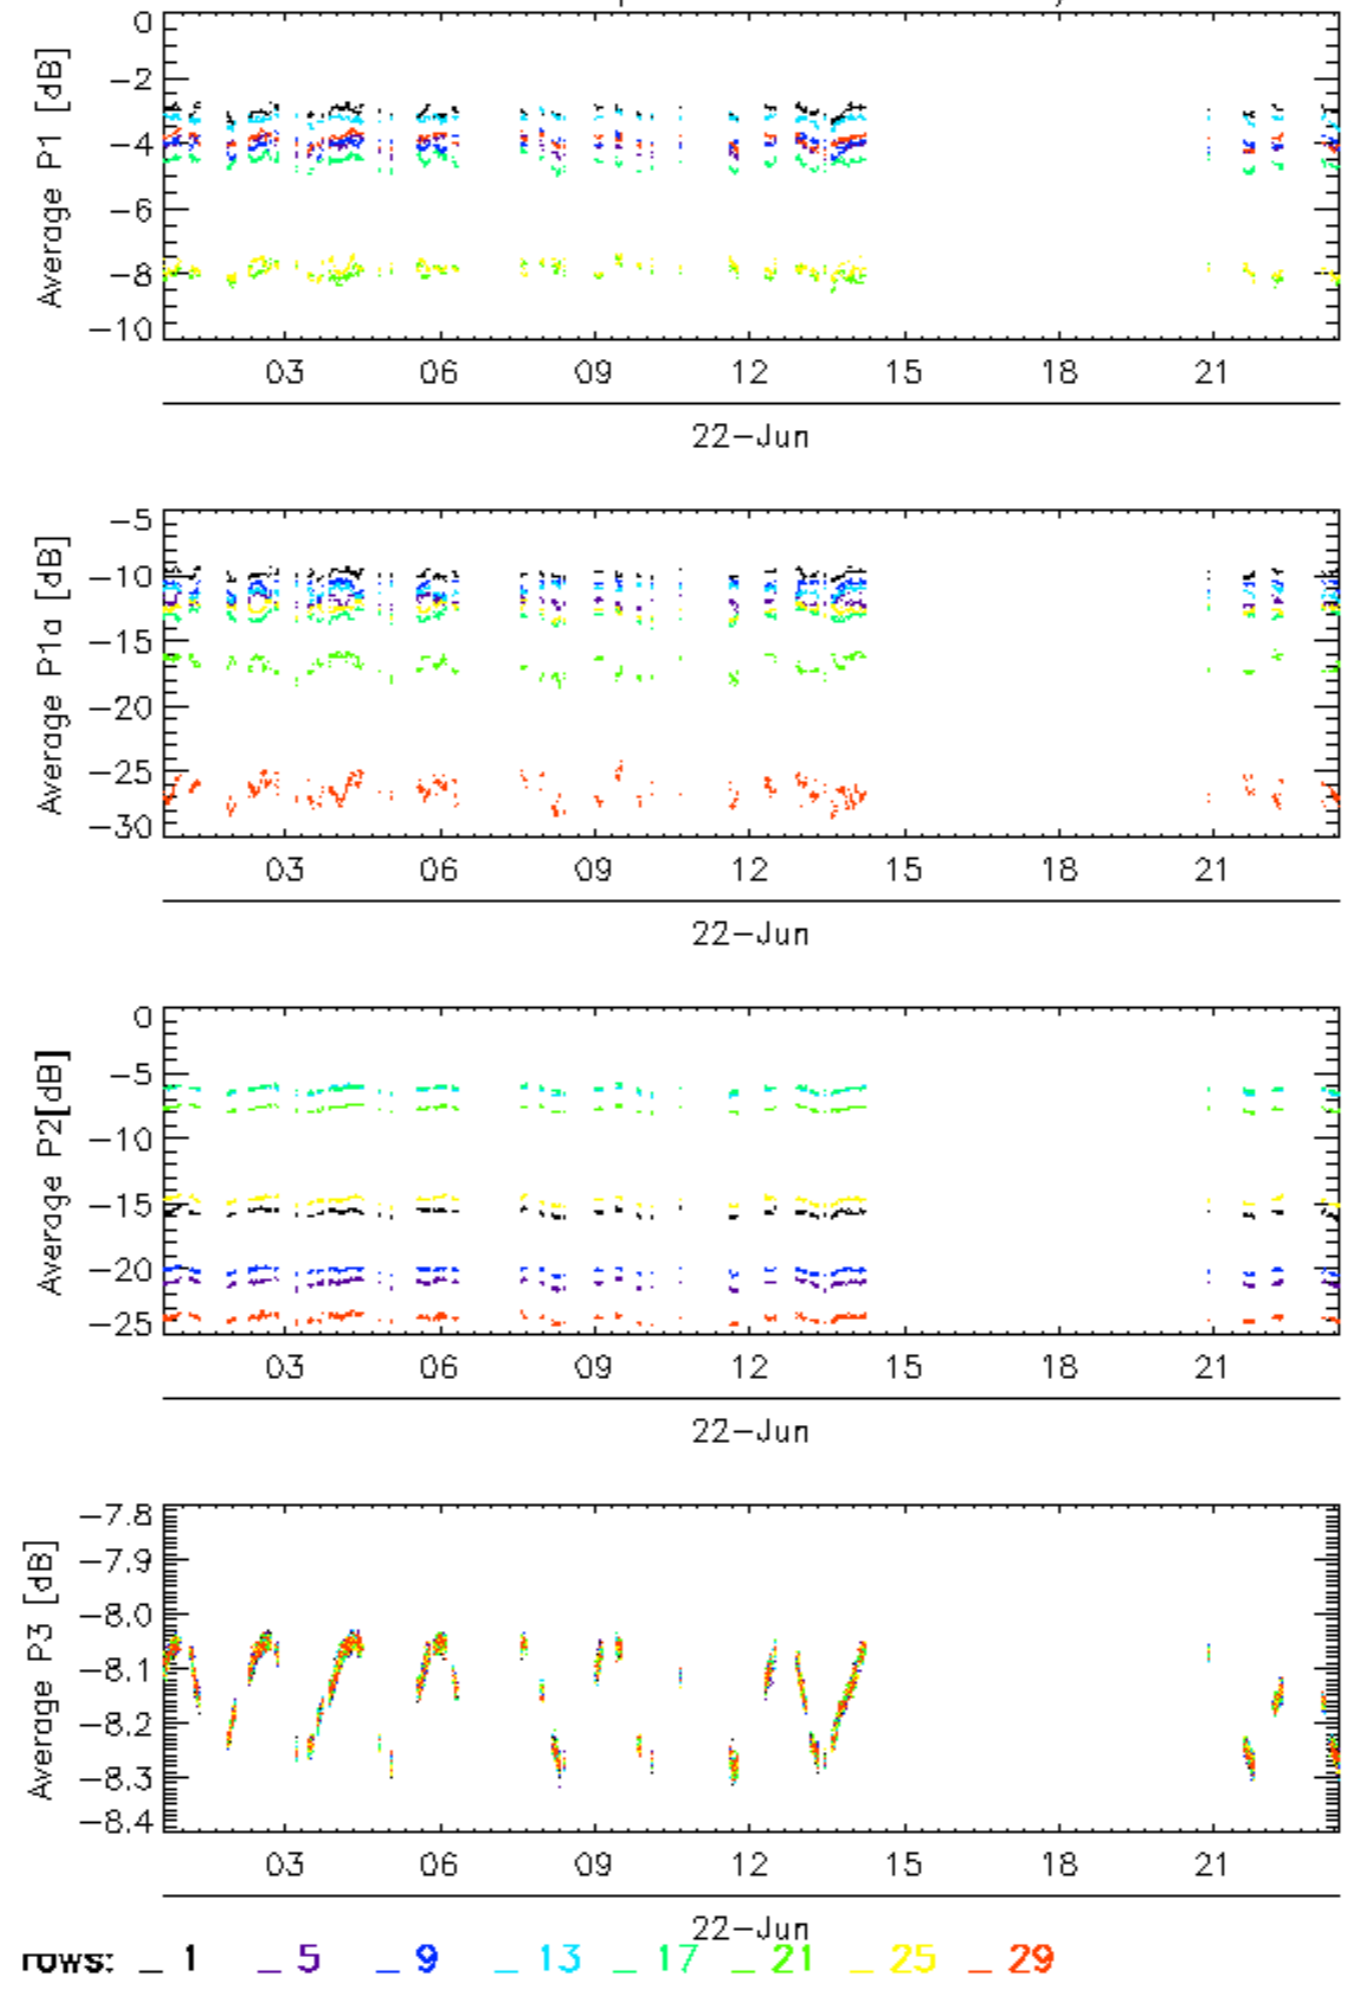 0
−2
−4
−6
−8
−10
Average P1 [dB]
03 06 09 12 15 18 21
22−Jun
−5
−10
−15
−20
−25
−30
Average P1a [dB]
03 06 09 12 15 18 21
22−Jun
0
−5
−10
−15
−20
−25
Average P2[dB]
03 06 09 12 15 18 21
22−Jun
−7.8
−7.9
−8.0
−8.1
−8.2
−8.3
−8.4
Average P3 [dB]
03 06 09 12 15 18 21
22−Jun
rows: _ 1 _ 5 _ 9 _ 13 _ 17 _ 21 _ 25 _ 29